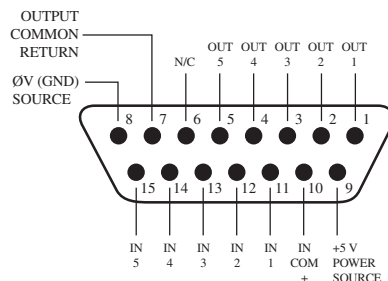 OUTPUT
COMMON
RETURN
ØV (GND)
SOURCE
N/C
OUT
5
OUT
4
OUT
3
OUT
2
OUT
1
8 7 6 5 4 3 2 1
15 14 13 12 11 10 9
IN
5
IN
4
IN
3
IN
2
IN
1
IN
COM
+
+5 V
POWER
SOURCE